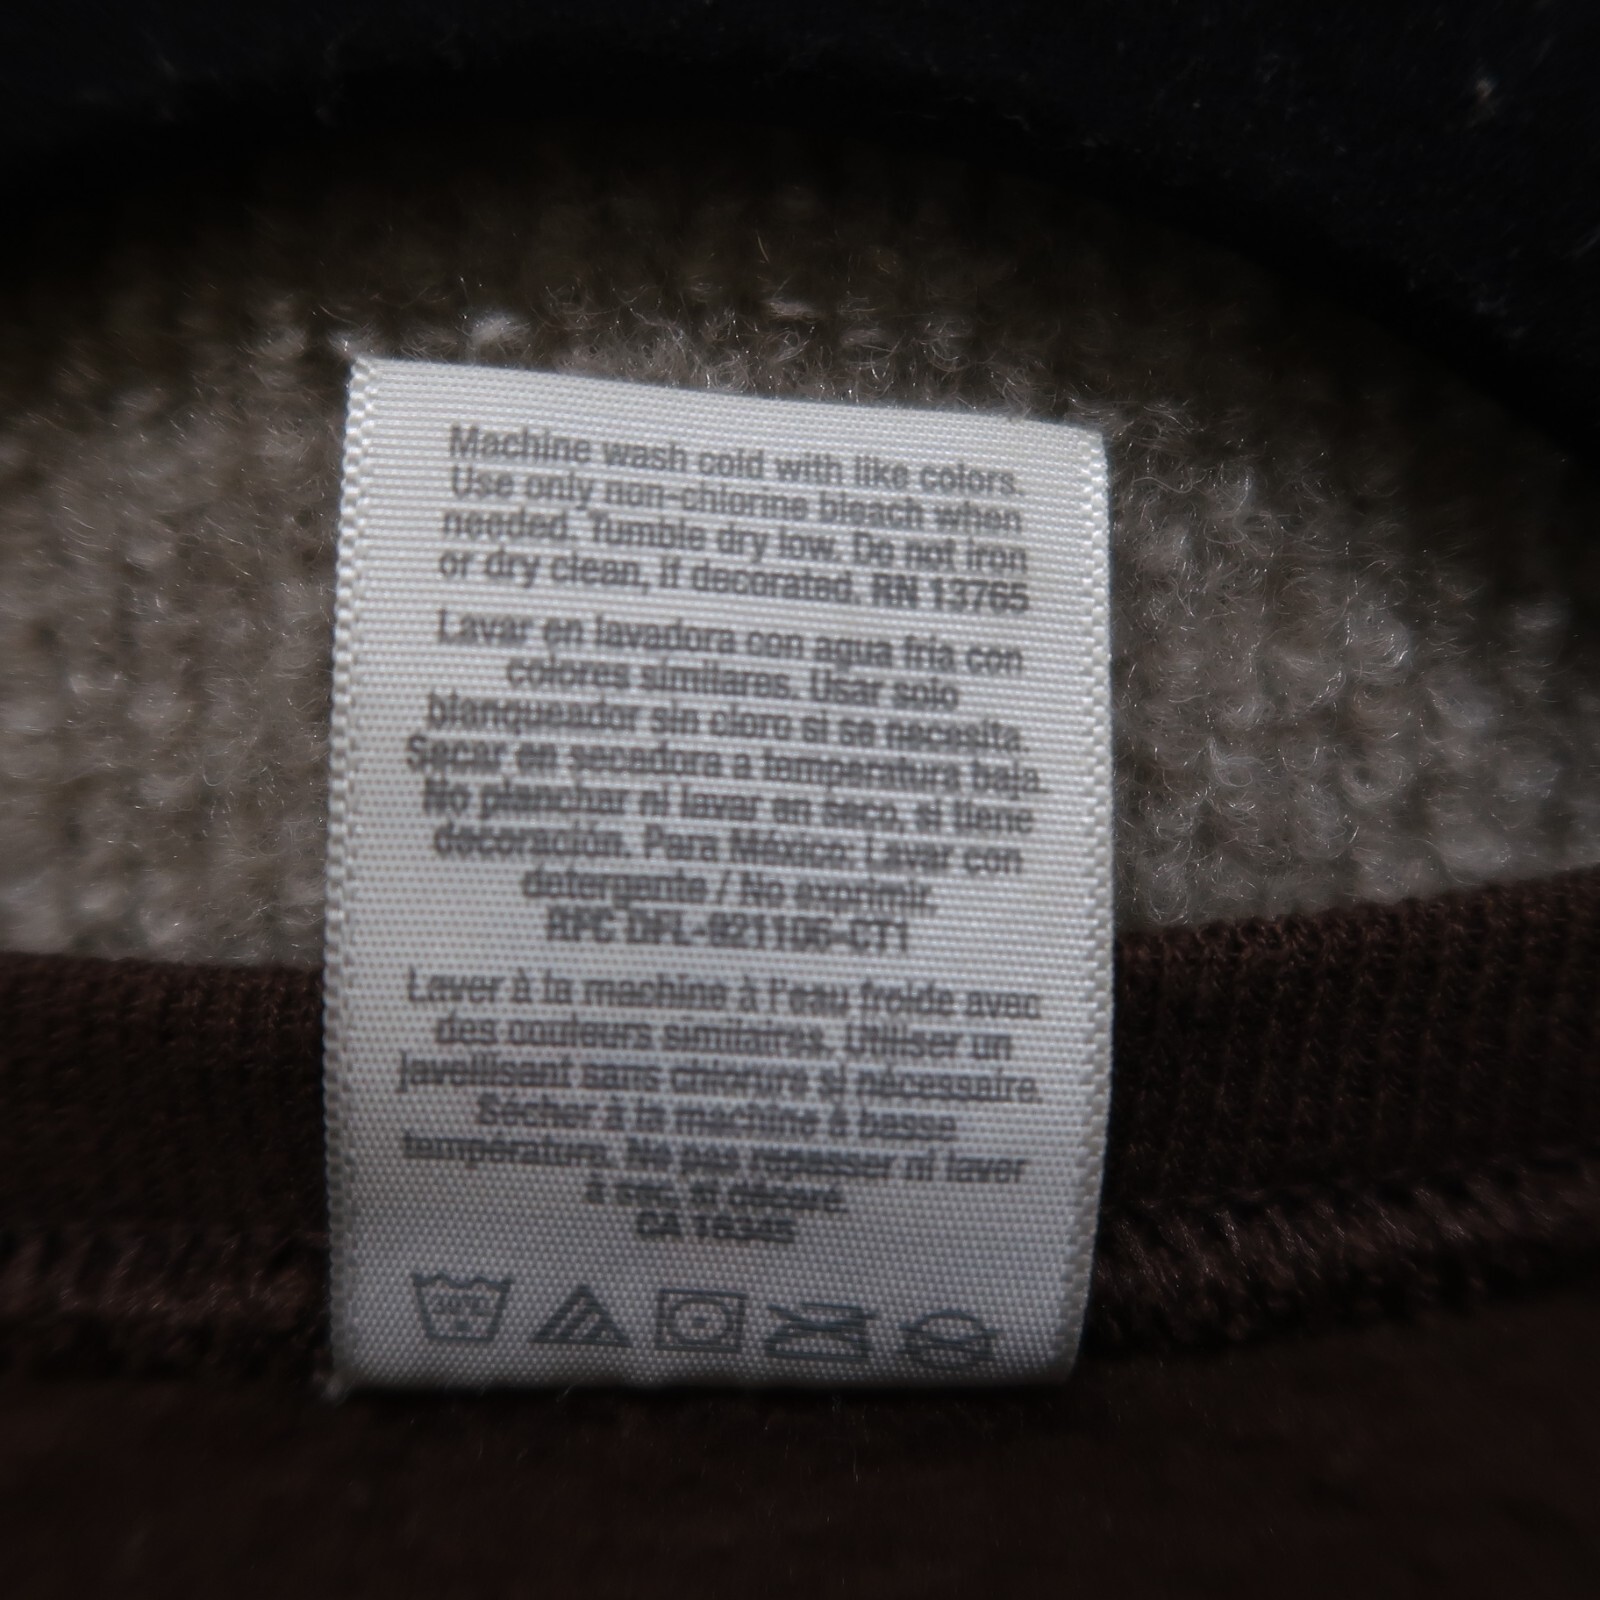 Machine wash cold with like colors.
Use only non-chlorine bleach when
needed. Tumble dry low. Do not iron
or dry clean, if decorated. RN 13765
Lavar en lavadora con agua fria con
colores similares. Usar solo
blanqueador sin cloro si se necesita.
Secar en secadora a temperatura baja.
No planchar ni lavar en seco, si tiene
decoración. Para México: Lavar con
detergente / No exprimir.
RPC DFL-021106-CT1
Laver à la machine à l'eau froide avec
des couleurs similaires. Utiliser un
javellisant sans chlorure si nécessaire.
Sécher à la machine à basse
température. Ne pas repasser ni laver
à sec, si décoré.
CA